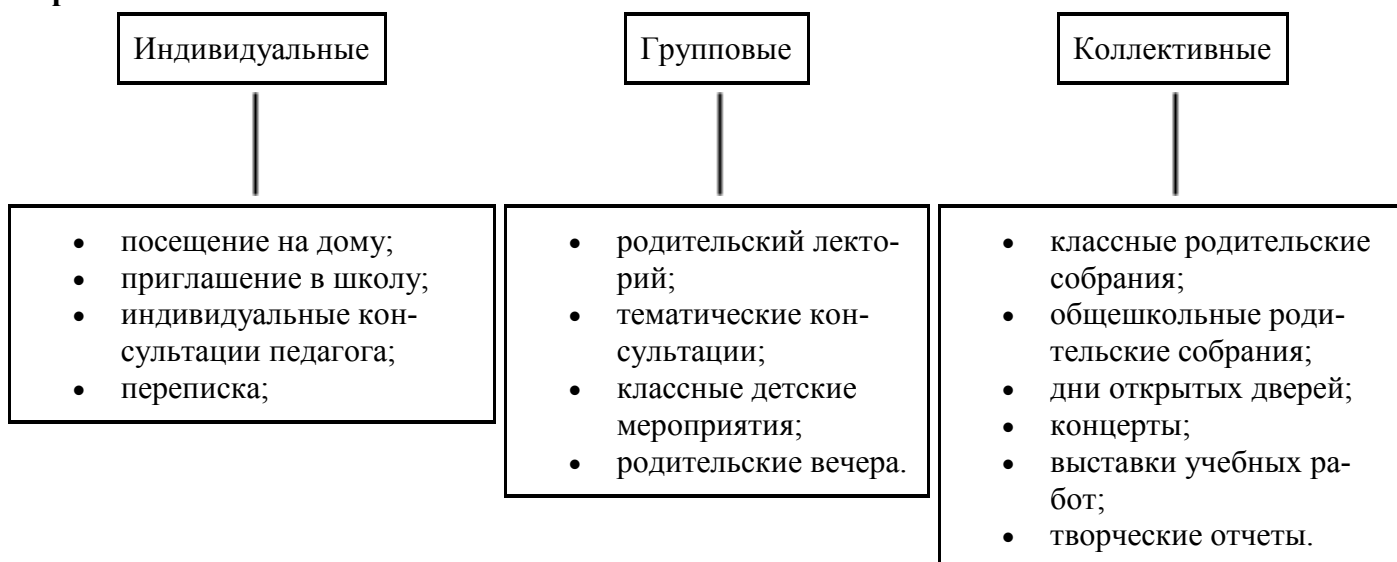 Индивидуальные
Групповые
Коллективные
• посещение на дому;
• приглашение в школу;
• индивидуальные кон-
сультации педагога;
• переписка;
• родительский лекто-
рий;
• тематические кон-
сультации;
• классные детские
мероприятия;
• родительские вечера.
• классные родительские
собрания;
• общешкольные роди-
тельские собрания;
• дни открытых дверей;
• концерты;
• выставки учебных ра-
бот;
• творческие отчеты.